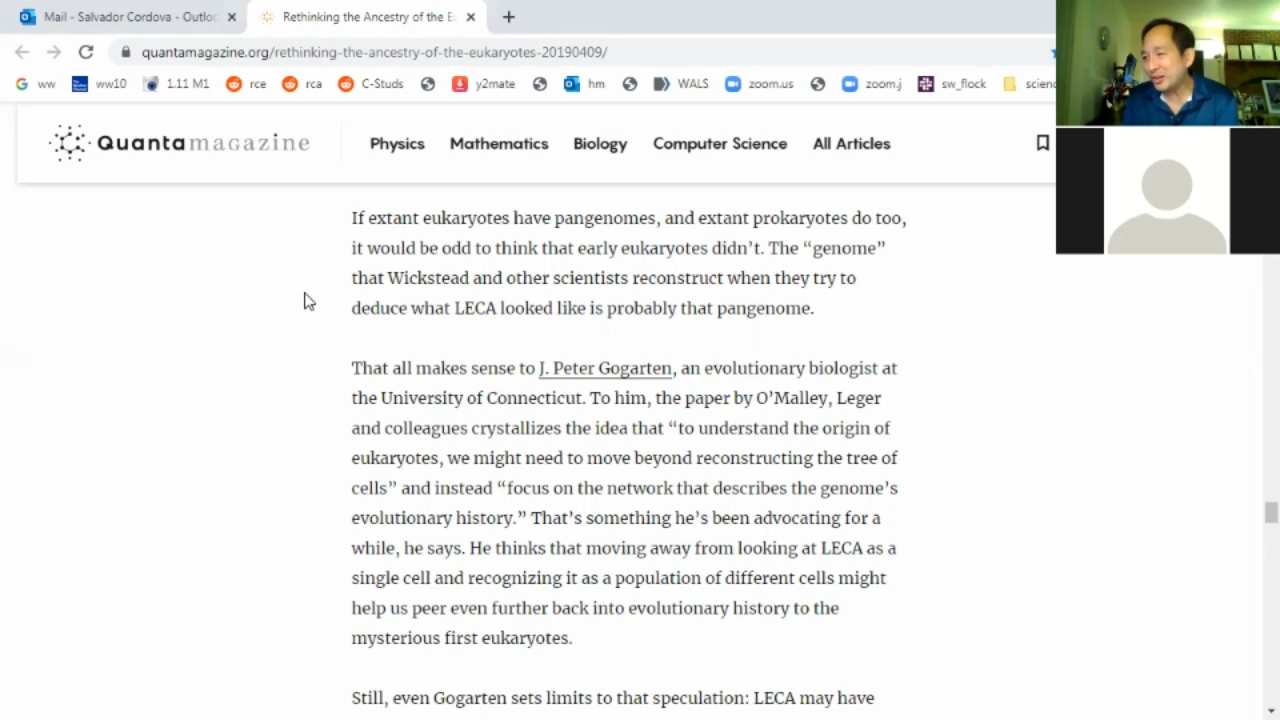 Mail - Salvador Cordova - Outloo
Rethinking the Ancestry of the E
quantamagazine.org/rethinking-the-ancestry-of-the-eukaryotes-20190409/
ww
ww10
1.11 M1
rce
rca
C-Studs
y2mate
hm
WALS
zoom.us
zoom.j
sw_flock
scienc
Quantamagazine
Physics
Mathematics
Biology
Computer Science
All Articles
If extant eukaryotes have pangenomes, and extant prokaryotes do too,
it would be odd to think that early eukaryotes didn’t. The “genome”
that Wickstead and other scientists reconstruct when they try to
deduce what LECA looked like is probably that pangenome.
That all makes sense to J. Peter Gogarten, an evolutionary biologist at
the University of Connecticut. To him, the paper by O’Malley, Leger
and colleagues crystallizes the idea that “to understand the origin of
eukaryotes, we might need to move beyond reconstructing the tree of
cells” and instead “focus on the network that describes the genome’s
evolutionary history.” That’s something he’s been advocating for a
while, he says. He thinks that moving away from looking at LECA as a
single cell and recognizing it as a population of different cells might
help us peer even further back into evolutionary history to the
mysterious first eukaryotes.
Still, even Gogarten sets limits to that speculation: LECA may have